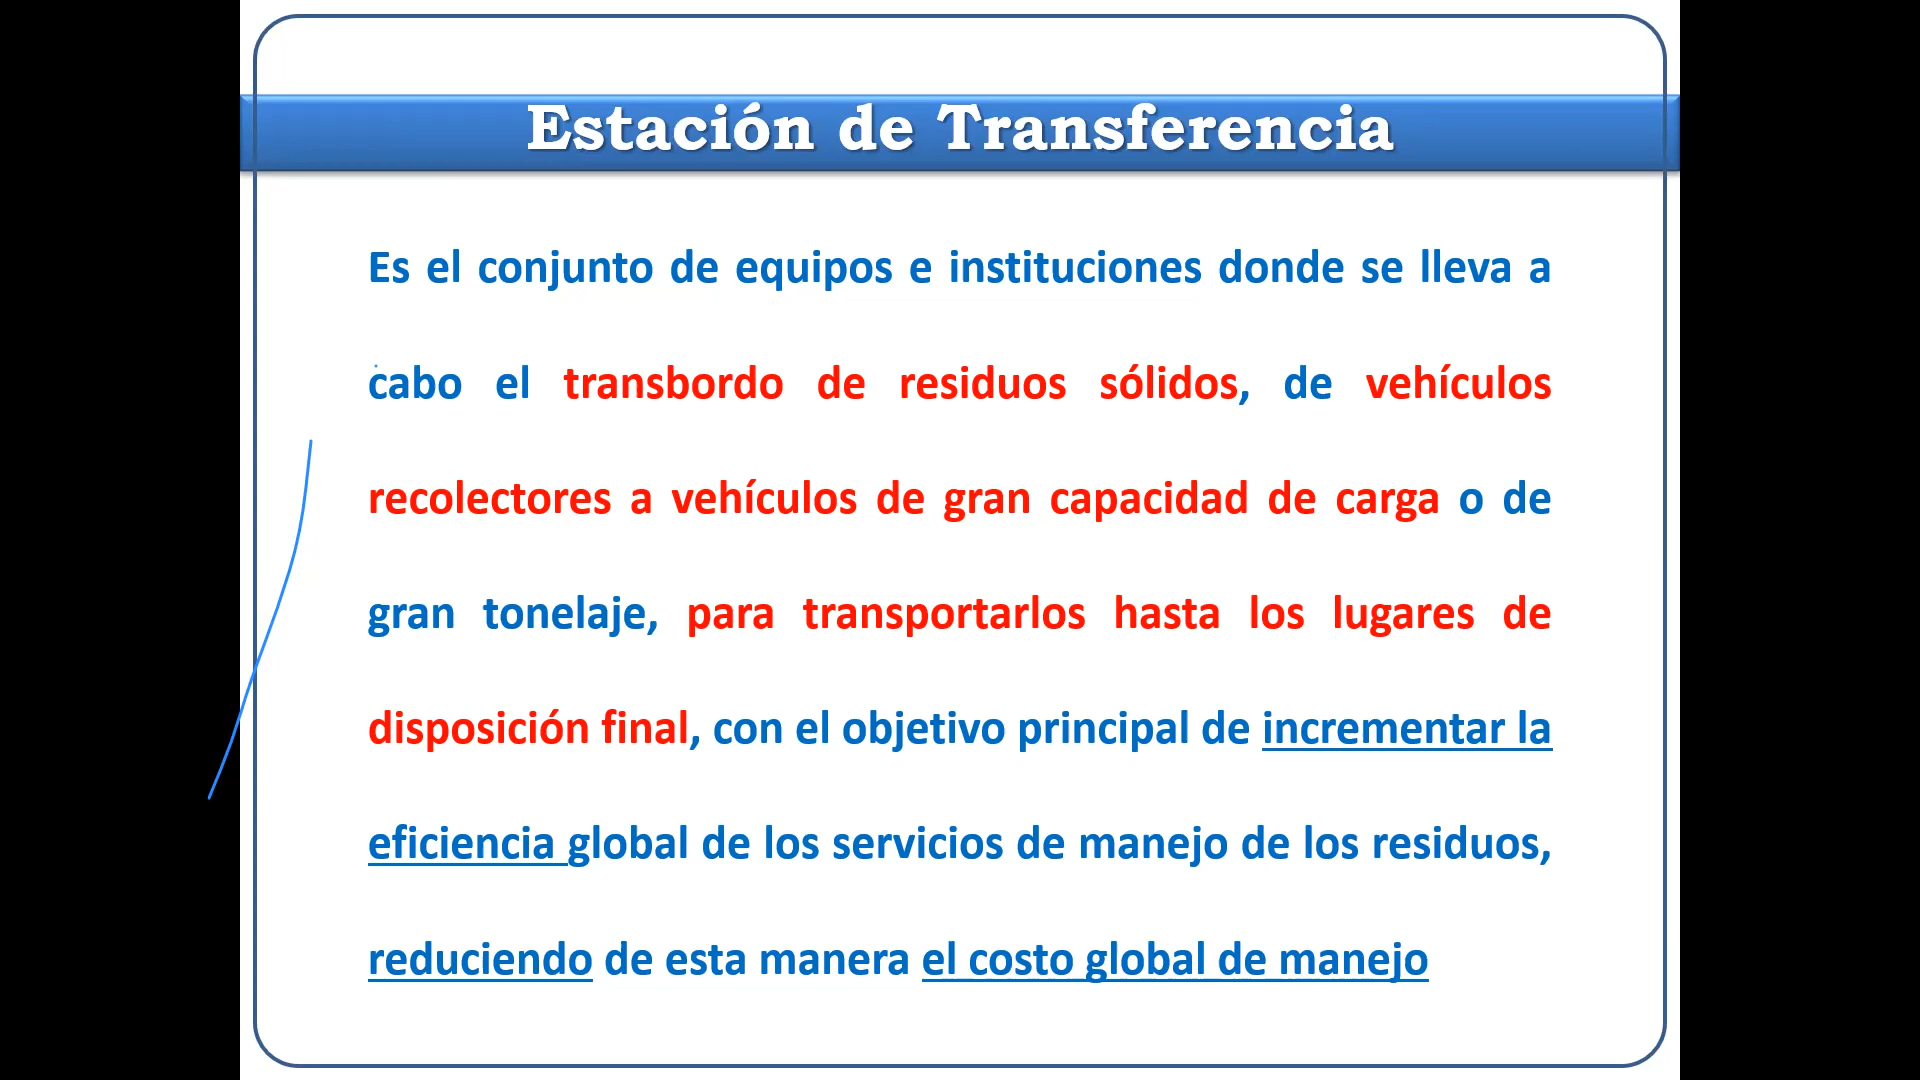 Estación de Transferencia
Es el conjunto de equipos e instituciones donde se lleva a
cabo el transbordo de residuos sólidos, de vehículos
recolectores a vehículos de gran capacidad de carga o de
gran tonelaje, para transportarlos hasta los lugares de
disposición final, con el objetivo principal de incrementar la
eficiencia global de los servicios de manejo de los residuos,
reduciendo de esta manera el costo global de manejo